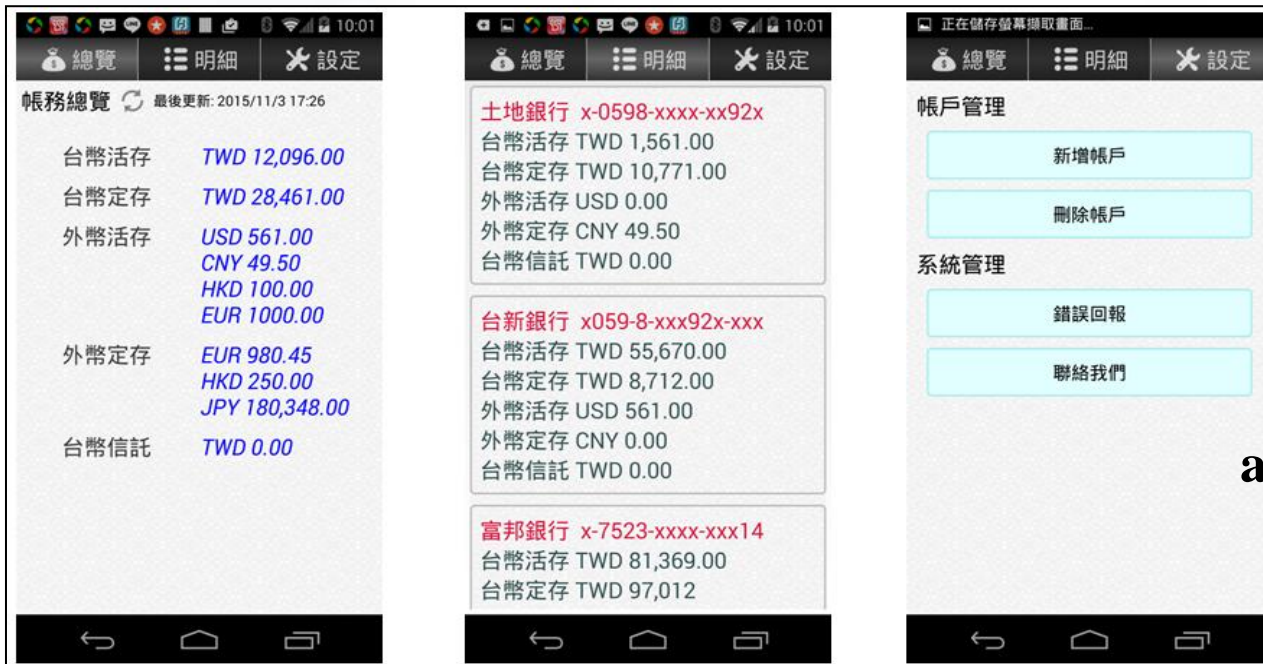 10:01
總覽 明細 設定
帳務總覽 最後更新: 2015/11/3 17:26
台幣活存 TWD 12,096.00
台幣定存 TWD 28,461.00
外幣活存 USD 561.00
CNY 49.50
HKD 100.00
EUR 1000.00
外幣定存 EUR 980.45
HKD 250.00
JPY 180,348.00
台幣信託 TWD 0.00
10:01
總覽 明細 設定
土地銀行 x-0598-xxxx-xx92x
台幣活存 TWD 1,561.00
台幣定存 TWD 10,771.00
外幣活存 USD 0.00
外幣定存 CNY 49.50
台幣信託 TWD 0.00
台新銀行 x059-8-xxx92x-xxx
台幣活存 TWD 55,670.00
台幣定存 TWD 8,712.00
外幣活存 USD 561.00
外幣定存 CNY 0.00
台幣信託 TWD 0.00
富邦銀行 x-7523-xxxx-xxx14
台幣活存 TWD 81,369.00
台幣定存 TWD 97,012
正在儲存螢幕擷取畫面...
總覽 明細 設定
帳戶管理
新增帳戶
刪除帳戶
系統管理
錯誤回報
聯絡我們
a